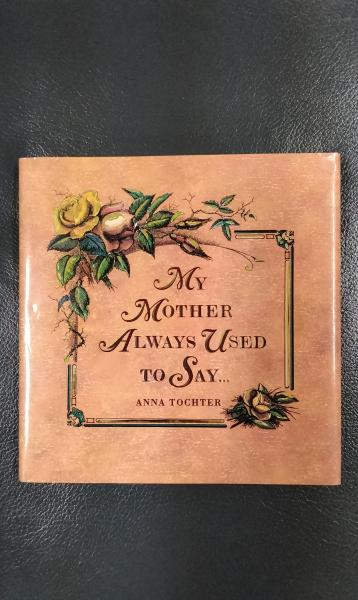 My
Mother
Always Used
to Say...
ANNA TOCHTER